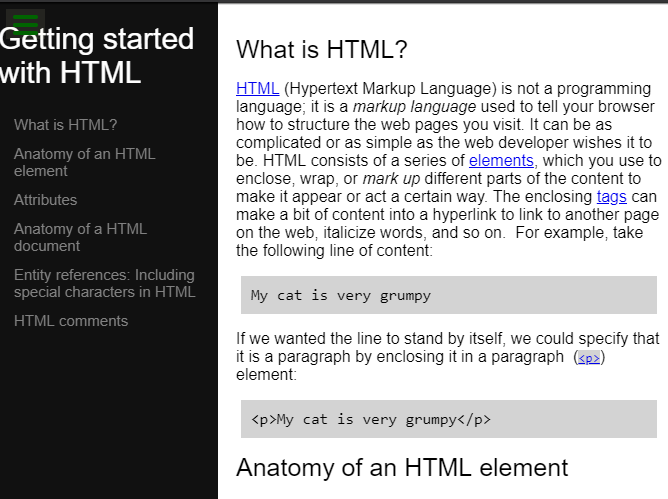 Getting started
with HTML
What is HTML?
Anatomy of an HTML
element
Attributes
Anatomy of a HTML
document
Entity references: Including
special characters in HTML
HTML comments
What is HTML?
HTML (Hypertext Markup Language) is not a programming
language; it is a markup language used to tell your browser
how to structure the web pages you visit. It can be as
complicated or as simple as the web developer wishes it to
be. HTML consists of a series of elements, which you use to
enclose, wrap, or mark up different parts of the content to
make it appear or act a certain way. The enclosing tags can
make a bit of content into a hyperlink to link to another page
on the web, italicize words, and so on.  For example, take
the following line of content:
My cat is very grumpy
If we wanted the line to stand by itself, we could specify that
it is a paragraph by enclosing it in a paragraph  (<p>)
element:
<p>My cat is very grumpy</p>
Anatomy of an HTML element